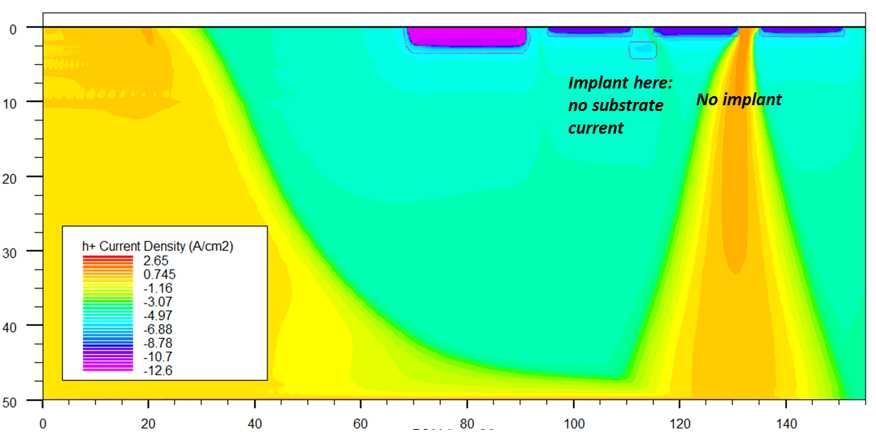 0
10
20
30
40
50
Implant here:
no substrate
current
No implant
h+ Current Density (A/cm2)
2.65
0.745
-1.16
-3.07
-4.97
-6.88
-8.78
-10.7
-12.6
0 20 40 60 80 100 120 140